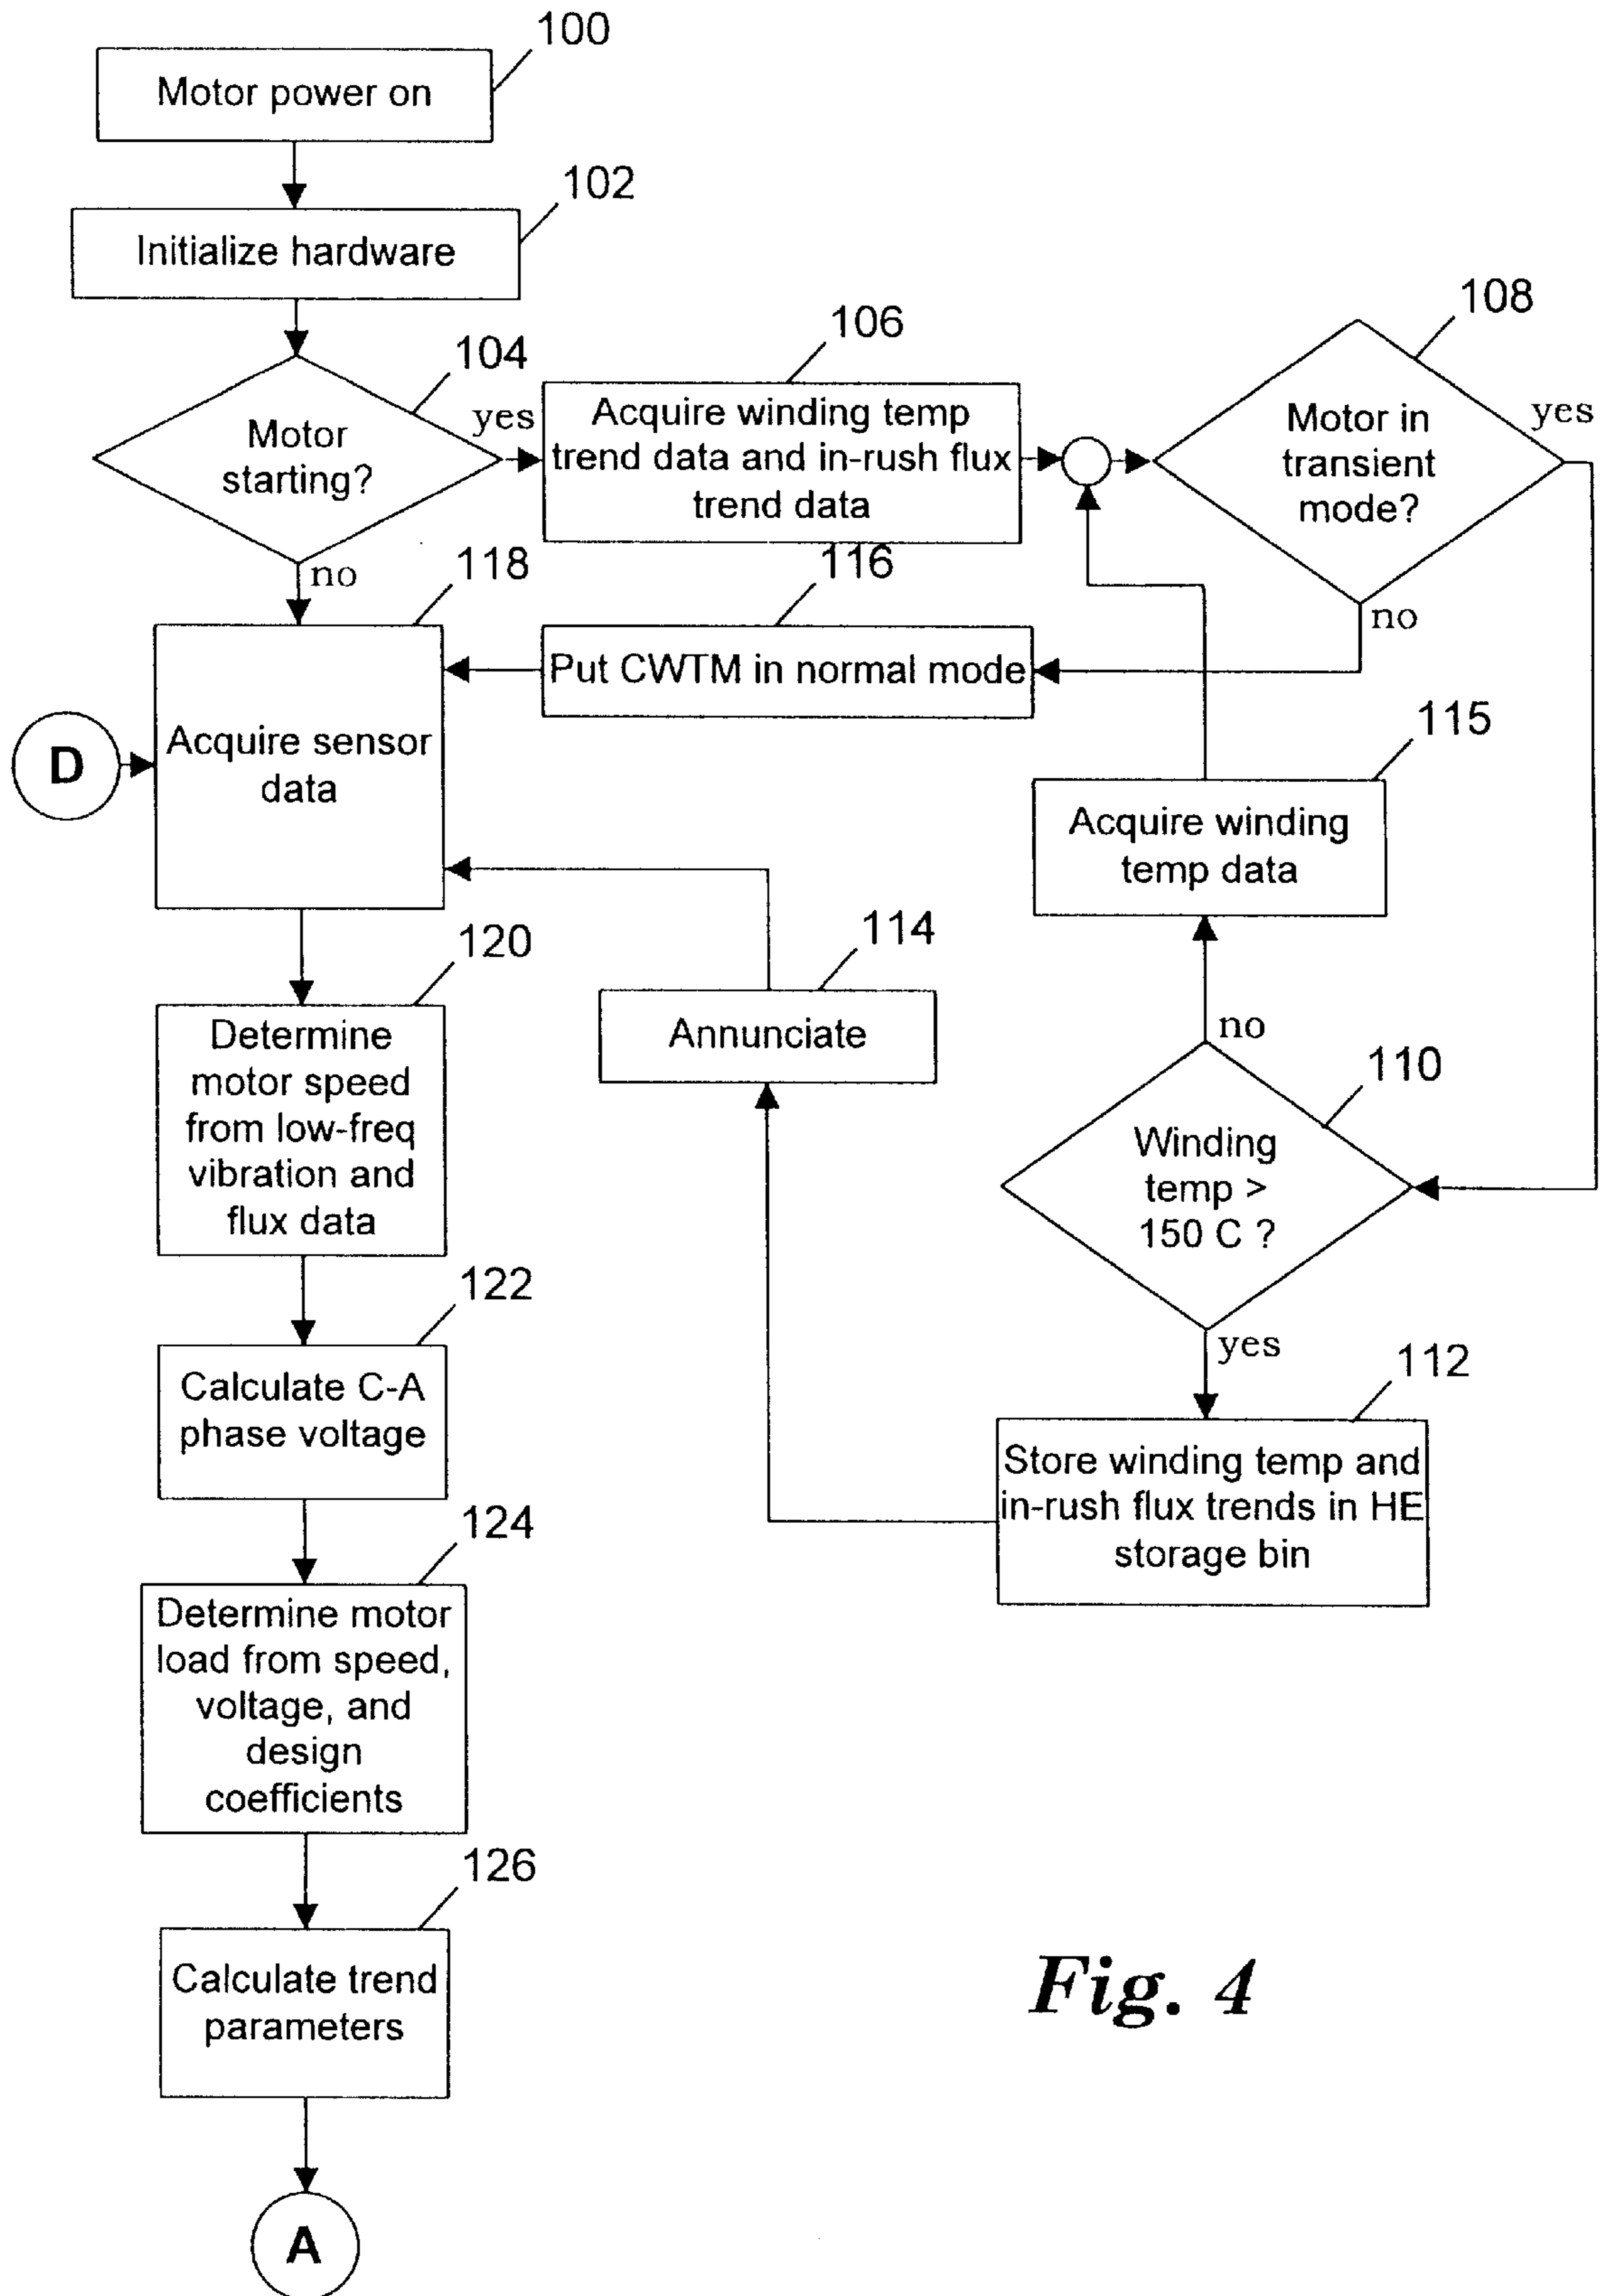 100
Motor power on
102
Initialize hardware
104
Motor
starting?
yes
no
106
Acquire winding temp
trend data and in-rush flux
trend data
108
Motor in
transient
mode?
yes
no
118
Acquire sensor
data
D
116
Put CWTM in normal mode
115
Acquire winding
temp data
114
Annunciate
no
110
Winding
temp >
150 C ?
yes
112
Store winding temp and
in-rush flux trends in HE
storage bin
120
Determine
motor speed
from low-freq
vibration and
flux data
122
Calculate C-A
phase voltage
124
Determine motor
load from speed,
voltage, and
design
coefficients
126
Calculate trend
parameters
A
Fig. 4